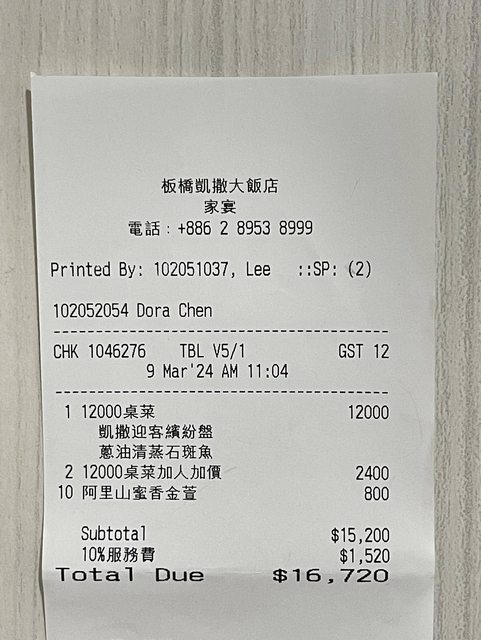 板橋凱撒大飯店
家宴
電話：+886 2 8953 8999
Printed By: 102051037, Lee ::SP: (2)
102052054 Dora Chen
CHK 1046276 TBL V5/1 GST 12
9 Mar'24 AM 11:04
1 12000桌菜 12000
凱撒迎客繽紛盤
蔥油清蒸石斑魚
2 12000桌菜加人加價 2400
10 阿里山蜜香金萱 800
Subtotal $15,200
10%服務費 $1,520
Total Due $16,720